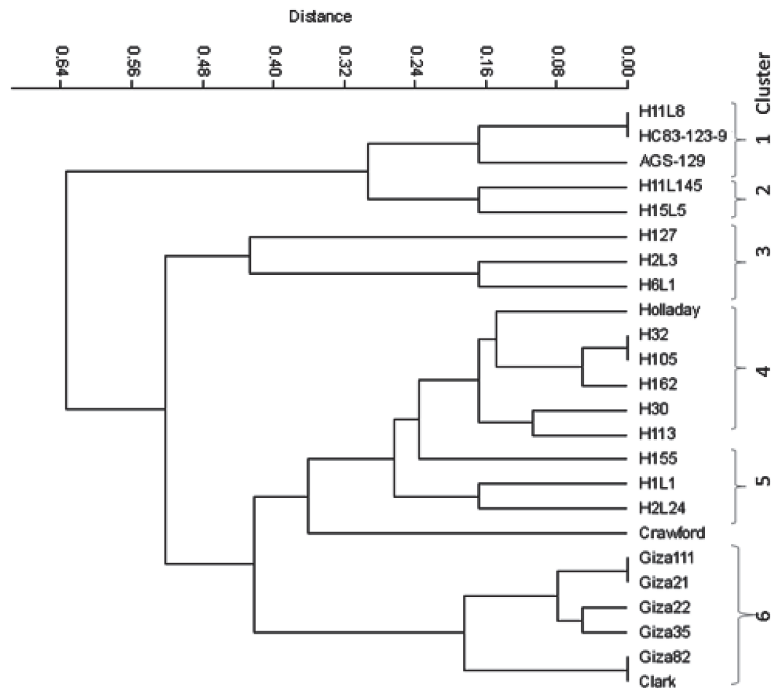 Distance
0.64 0.56 0.48 0.40 0.32 0.24 0.16 0.08 0.00 Cluster
H11L8
HC83-123-9
AGS-129
1
H11L145
H15L5
2
H127
H2L3
H6L1
3
Holladay
H32
H105
H162
H30
H113
4
H155
H1L1
H2L24
5
Crawford
Giza111
Giza21
Giza22
Giza35
Giza82
Clark
6